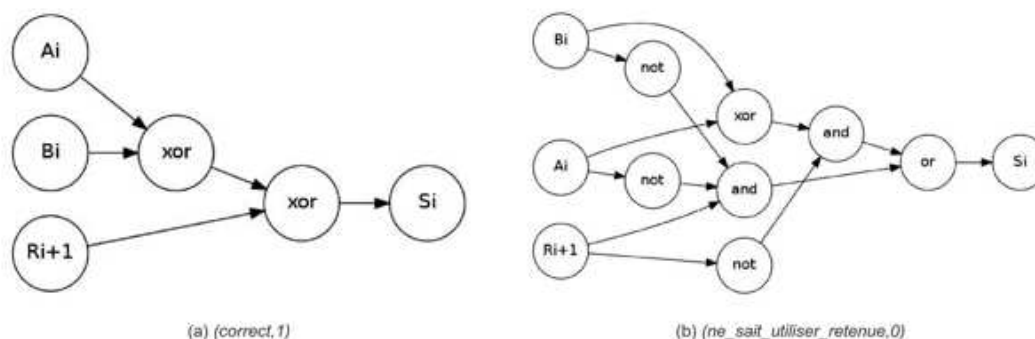 Ai
Bi
Ri+1
xor
xor
Si
(a) (correct,1)
Bi
not
xor
and
Ai
not
and
or
Si
Ri+1
not
(b) (ne_sait_utiliser_retenue,0)